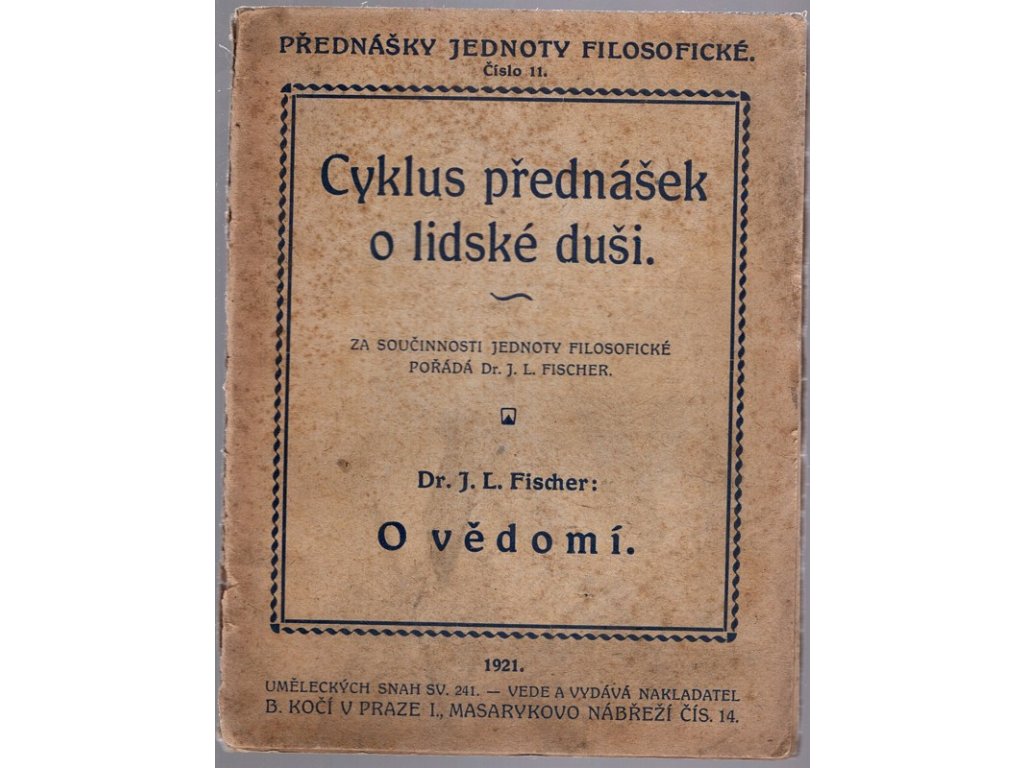 PŘEDNÁŠKY JEDNOTY FILOSOFICKÉ.
Číslo 11.
Cyklus přednášek
o lidské duši.
ZA SOUČINNOSTI JEDNOTY FILOSOFICKÉ
POŘÁDÁ Dr. J. L. FISCHER.
Dr. J. L. Fischer:
O vědomí.
1921.
UMĚLECKÝCH SNAH SV. 241. — VEDE A VYDÁVÁ NAKLADATEL
B. KOČÍ V PRAZE I., MASARYKOVO NÁBŘEŽÍ ČÍS. 14.